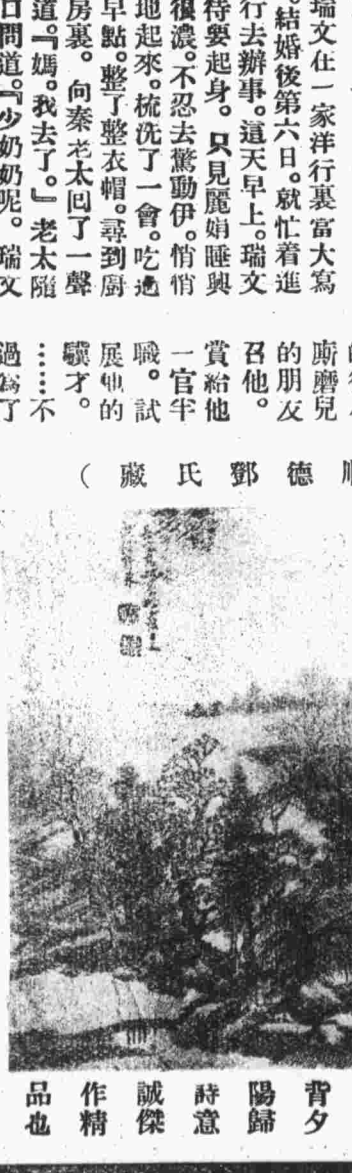 瑞文在一家洋行裏當大寫
。結婚後第六日。就忙着進
行去辦事。這天早上。瑞文
待要起身。只見麗娟睡興
很濃。不忍去驚動伊。悄悄
地起來。梳洗了一會。吃過
早點。整了整衣帽。尋到廚
房裏。向秦老太回了一聲
道。『媽。我去了。』老太隨
口問道。『少奶奶呢。瑞文
廝磨兒
的朋友
召他。
賞給他
一官半
職。試
展他的
驥才。
……不
過爲了
順德鄧氏藏（
背夕
陽歸
詩意
誠傑
作精
品也